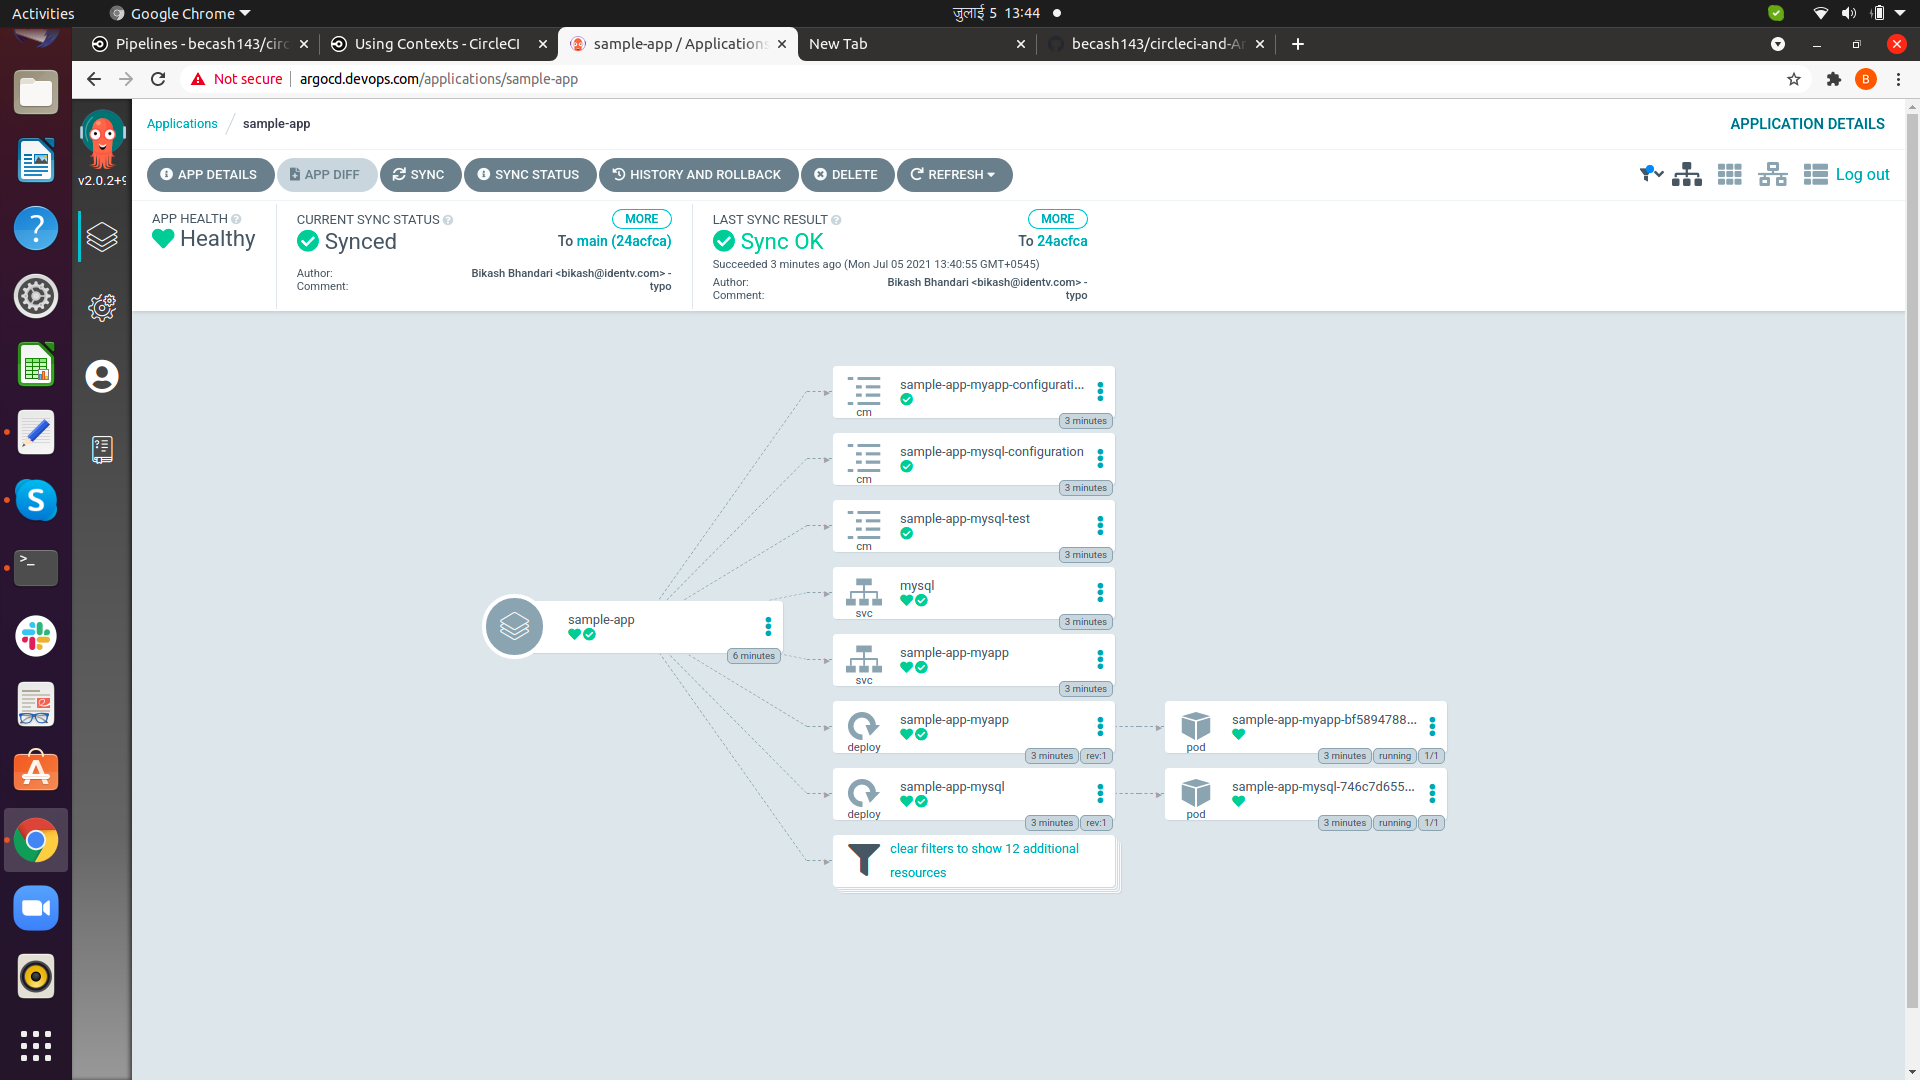 Activities
Google Chrome
जुलाई 5 13:44
Pipelines - becash143/circ
Using Contexts - CircleCI
sample-app / Applications
New Tab
becash143/circleci-and-Ar
Not secure
argocd.devops.com/applications/sample-app
B
v2.0.2+9
Applications
sample-app
APPLICATION DETAILS
APP DETAILS
APP DIFF
SYNC
SYNC STATUS
HISTORY AND ROLLBACK
DELETE
REFRESH
Log out
APP HEALTH
Healthy
CURRENT SYNC STATUS
MORE
Synced
To main (24acfca)
Author:
Bikash Bhandari <bikash@identv.com> -
Comment:
typo
LAST SYNC RESULT
MORE
Sync OK
To 24acfca
Succeeded 3 minutes ago (Mon Jul 05 2021 13:40:55 GMT+0545)
Author:
Bikash Bhandari <bikash@identv.com> -
Comment:
typo
sample-app
6 minutes
sample-app-myapp-configurati...
cm
3 minutes
sample-app-mysql-configuration
cm
3 minutes
sample-app-mysql-test
cm
3 minutes
mysql
svc
3 minutes
sample-app-myapp
svc
3 minutes
sample-app-myapp
deploy
3 minutes
rev:1
sample-app-myapp-bf5894788...
pod
3 minutes
running
1/1
sample-app-mysql
deploy
3 minutes
rev:1
sample-app-mysql-746c7d655...
pod
3 minutes
running
1/1
clear filters to show 12 additional
resources